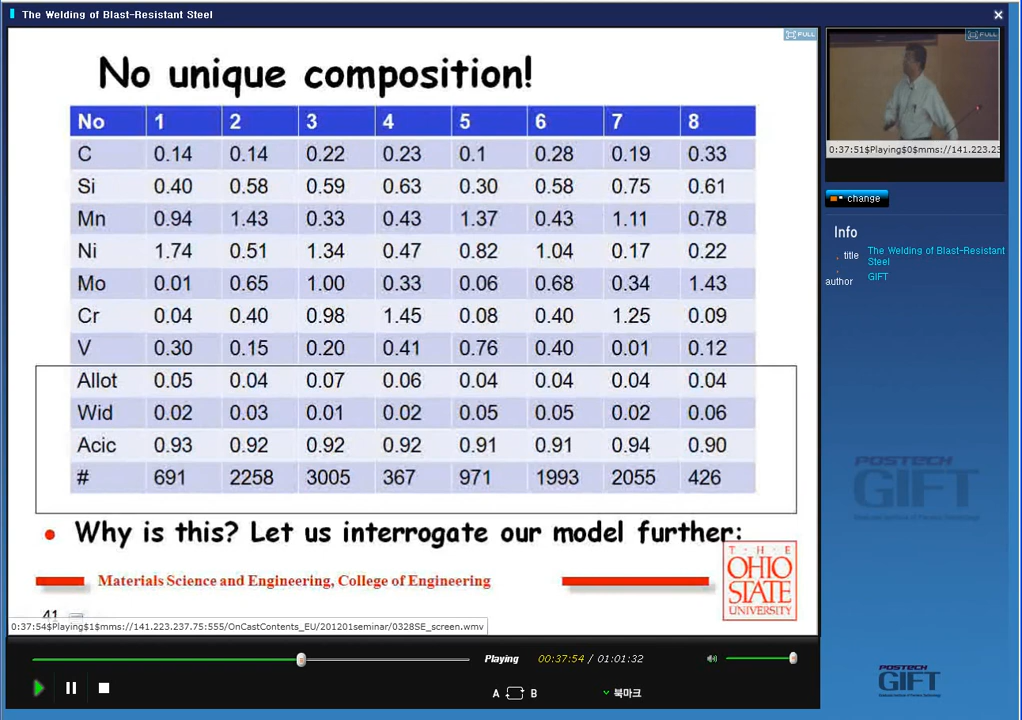 The Welding of Blast-Resistant Steel
FULL
No unique composition!
No 1 2 3 4 5 6 7 8
C 0.14 0.14 0.22 0.23 0.1 0.28 0.19 0.33
Si 0.40 0.58 0.59 0.63 0.30 0.58 0.75 0.61
Mn 0.94 1.43 0.33 0.43 1.37 0.43 1.11 0.78
Ni 1.74 0.51 1.34 0.47 0.82 1.04 0.17 0.22
Mo 0.01 0.65 1.00 0.33 0.06 0.68 0.34 1.43
Cr 0.04 0.40 0.98 1.45 0.08 0.40 1.25 0.09
V 0.30 0.15 0.20 0.41 0.76 0.40 0.01 0.12
Allot 0.05 0.04 0.07 0.06 0.04 0.04 0.04 0.04
Wid 0.02 0.03 0.01 0.02 0.05 0.05 0.02 0.06
Acic 0.93 0.92 0.92 0.92 0.91 0.91 0.94 0.90
# 691 2258 3005 367 971 1993 2055 426
• Why is this? Let us interrogate our model further:
Materials Science and Engineering, College of Engineering
T · H · E
OHIO
STATE
UNIVERSITY
41
0:37:54$Playing$1$mms://141.223.237.75:555/OnCastContents_EU/201201seminar/0328SE_screen.wmv
Playing 00:37:54 / 01:01:32
A B
북마크
FULL
0:37:51$Playing$0$mms://141.223.23
change
Info
title The Welding of Blast-Resistant
Steel
author GIFT
POSTECH
GIFT
POSTECH
GIFT